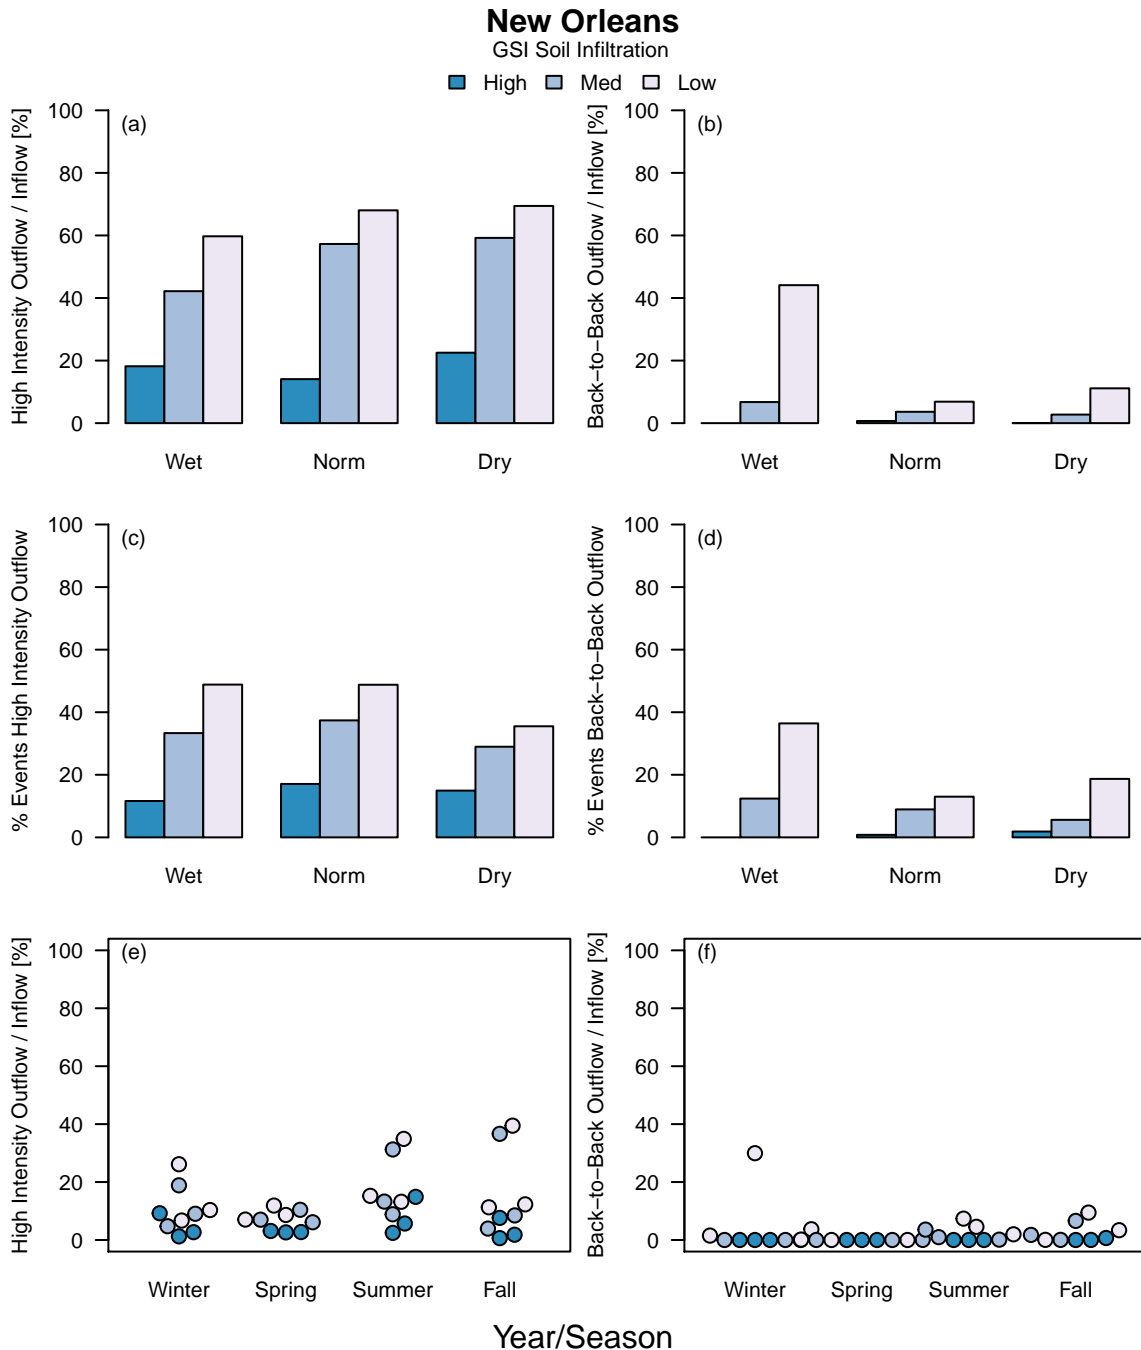 New Orleans
GSI Soil Infiltration
High Med Low
High Intensity Outflow / Inflow [%]
100
80
60
40
20
0
(a)
Wet Norm Dry
Back−to−Back Outflow / Inflow [%]
100
80
60
40
20
0
(b)
Wet Norm Dry
% Events High Intensity Outflow
100
80
60
40
20
0
(c)
Wet Norm Dry
% Events Back−to−Back Outflow
100
80
60
40
20
0
(d)
Wet Norm Dry
High Intensity Outflow / Inflow [%]
100
80
60
40
20
0
(e)
Winter Spring Summer Fall
Back−to−Back Outflow / Inflow [%]
100
80
60
40
20
0
(f)
Winter Spring Summer Fall
Year/Season